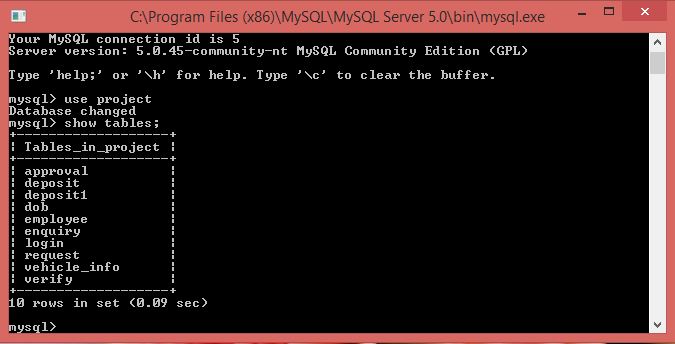 C:\Program Files (x86)\MySQL\MySQL Server 5.0\bin\mysql.exe
Your MySQL connection id is 5
Server version: 5.0.45-community-nt MySQL Community Edition (GPL)
Type 'help;' or '\h' for help. Type '\c' to clear the buffer.
mysql> use project
Database changed
mysql> show tables;
+-------------------+
| Tables_in_project |
+-------------------+
| approval          |
| deposit           |
| deposit1          |
| dob               |
| employee          |
| enquiry           |
| login             |
| request           |
| vehicle_info      |
| verify            |
+-------------------+
10 rows in set (0.09 sec)
mysql>